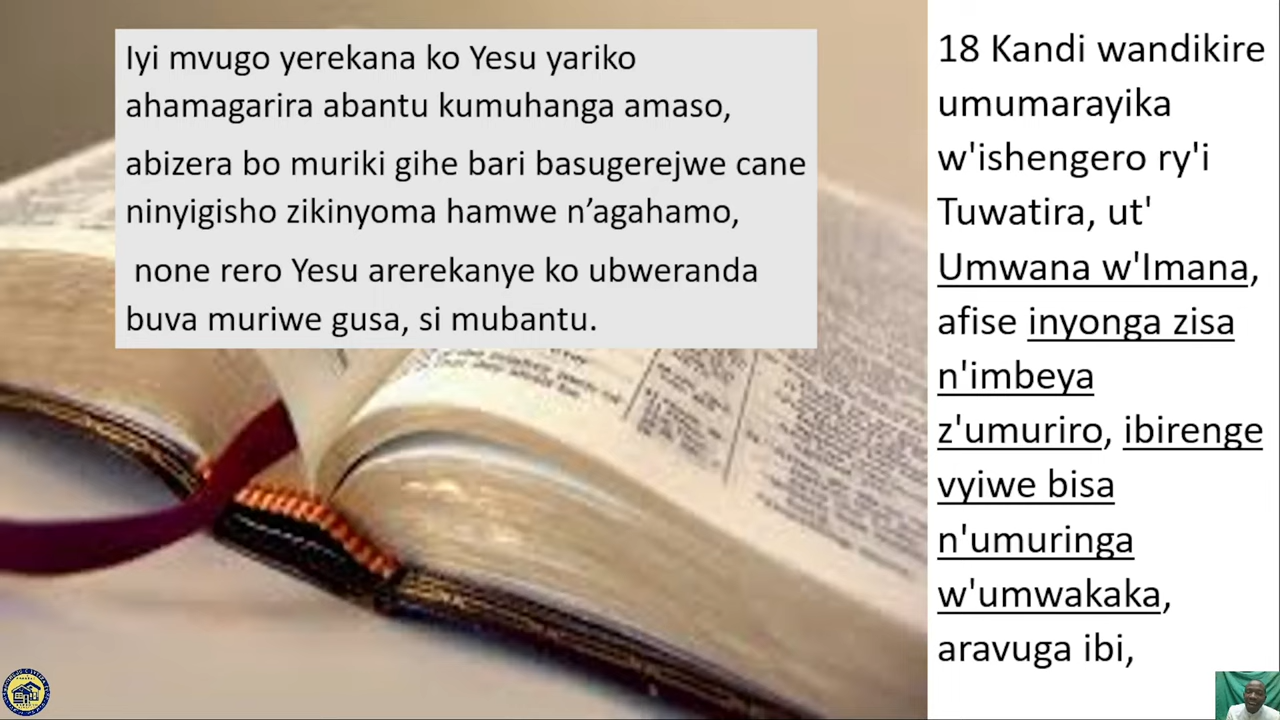 Iyi mvugo yerekana ko Yesu yariko
ahamagarira abantu kumuhanga amaso,
abizera bo muriki gihe bari basugerejwe cane
ninyigisho zikinyoma hamwe n’agahamo,
none rero Yesu arerekanye ko ubweranda
buva muriwe gusa, si mubantu.
18 Kandi wandikire
umumarayika
w'ishengero ry'i
Tuwatira, ut'
Umwana w'Imana,
afise inyonga zisa
n'imbeya
z'umuriro, ibirenge
vyiwe bisa
n'umuringa
w'umwakaka,
aravuga ibi,